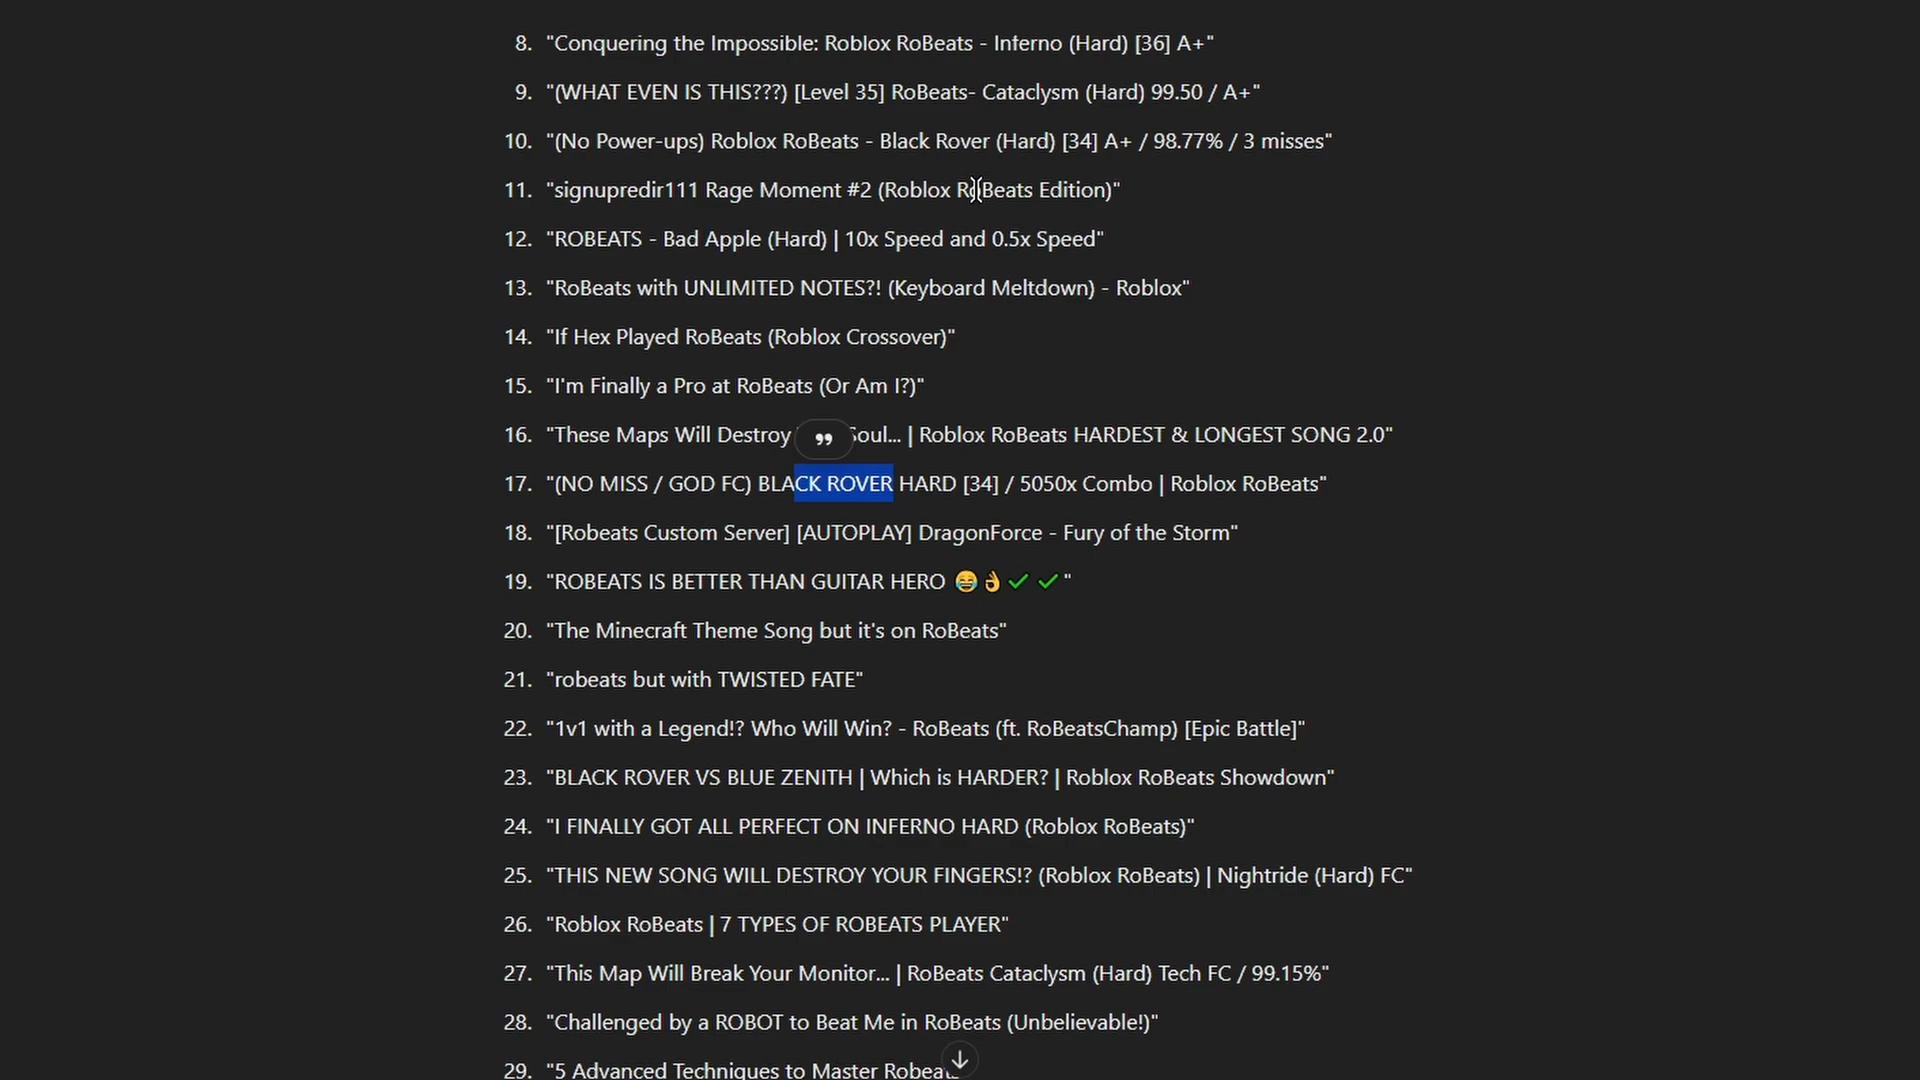 8. "Conquering the Impossible: Roblox RoBeats - Inferno (Hard) [36] A+"
9. "(WHAT EVEN IS THIS???) [Level 35] RoBeats- Cataclysm (Hard) 99.50 / A+"
10. "(No Power-ups) Roblox RoBeats - Black Rover (Hard) [34] A+ / 98.77% / 3 misses"
11. "signupredir111 Rage Moment #2 (Roblox RoBeats Edition)"
12. "ROBEATS - Bad Apple (Hard) | 10x Speed and 0.5x Speed"
13. "RoBeats with UNLIMITED NOTES?! (Keyboard Meltdown) - Roblox"
14. "If Hex Played RoBeats (Roblox Crossover)"
15. "I'm Finally a Pro at RoBeats (Or Am I?)"
16. "These Maps Will Destroy Soul... | Roblox RoBeats HARDEST & LONGEST SONG 2.0"
17. "(NO MISS / GOD FC) BLACK ROVER HARD [34] / 5050x Combo | Roblox RoBeats"
18. "[Robeats Custom Server] [AUTOPLAY] DragonForce - Fury of the Storm"
19. "ROBEATS IS BETTER THAN GUITAR HERO 😂👌✓ ✓ "
20. "The Minecraft Theme Song but it's on RoBeats"
21. "robeats but with TWISTED FATE"
22. "1v1 with a Legend!? Who Will Win? - RoBeats (ft. RoBeatsChamp) [Epic Battle]"
23. "BLACK ROVER VS BLUE ZENITH | Which is HARDER? | Roblox RoBeats Showdown"
24. "I FINALLY GOT ALL PERFECT ON INFERNO HARD (Roblox RoBeats)"
25. "THIS NEW SONG WILL DESTROY YOUR FINGERS!? (Roblox RoBeats) | Nightride (Hard) FC"
26. "Roblox RoBeats | 7 TYPES OF ROBEATS PLAYER"
27. "This Map Will Break Your Monitor... | RoBeats Cataclysm (Hard) Tech FC / 99.15%"
28. "Challenged by a ROBOT to Beat Me in RoBeats (Unbelievable!)"
29. "5 Advanced Techniques to Master Robeats